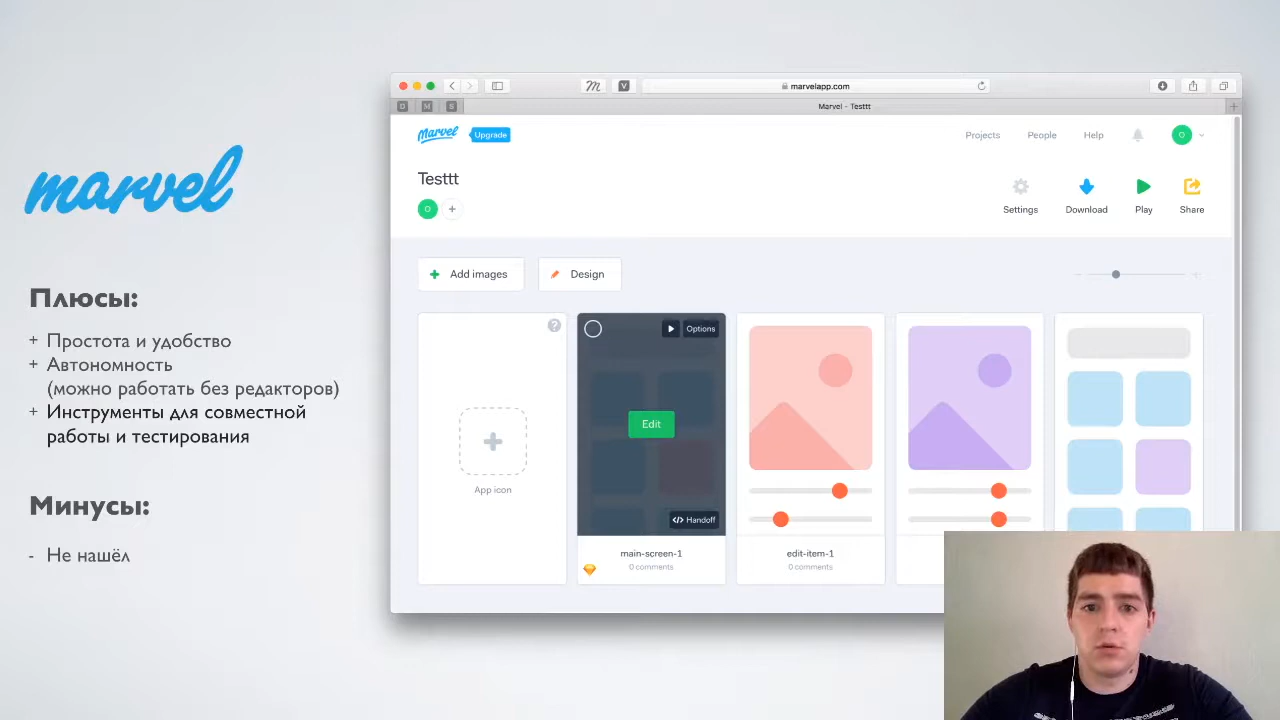 marvel
Плюсы:
+ Простота и удобство
+ Автономность
(можно работать без редакторов)
+ Инструменты для совместной
работы и тестирования
Минусы:
- Не нашёл
marvelapp.com
D M S
Marvel - Testtt
Marvel
Upgrade
Projects People Help
O
Testtt
O +
Settings Download Play Share
Add images
Design
?
Options
Edit
App icon
Handoff
main-screen-1
0 comments
edit-item-1
0 comments